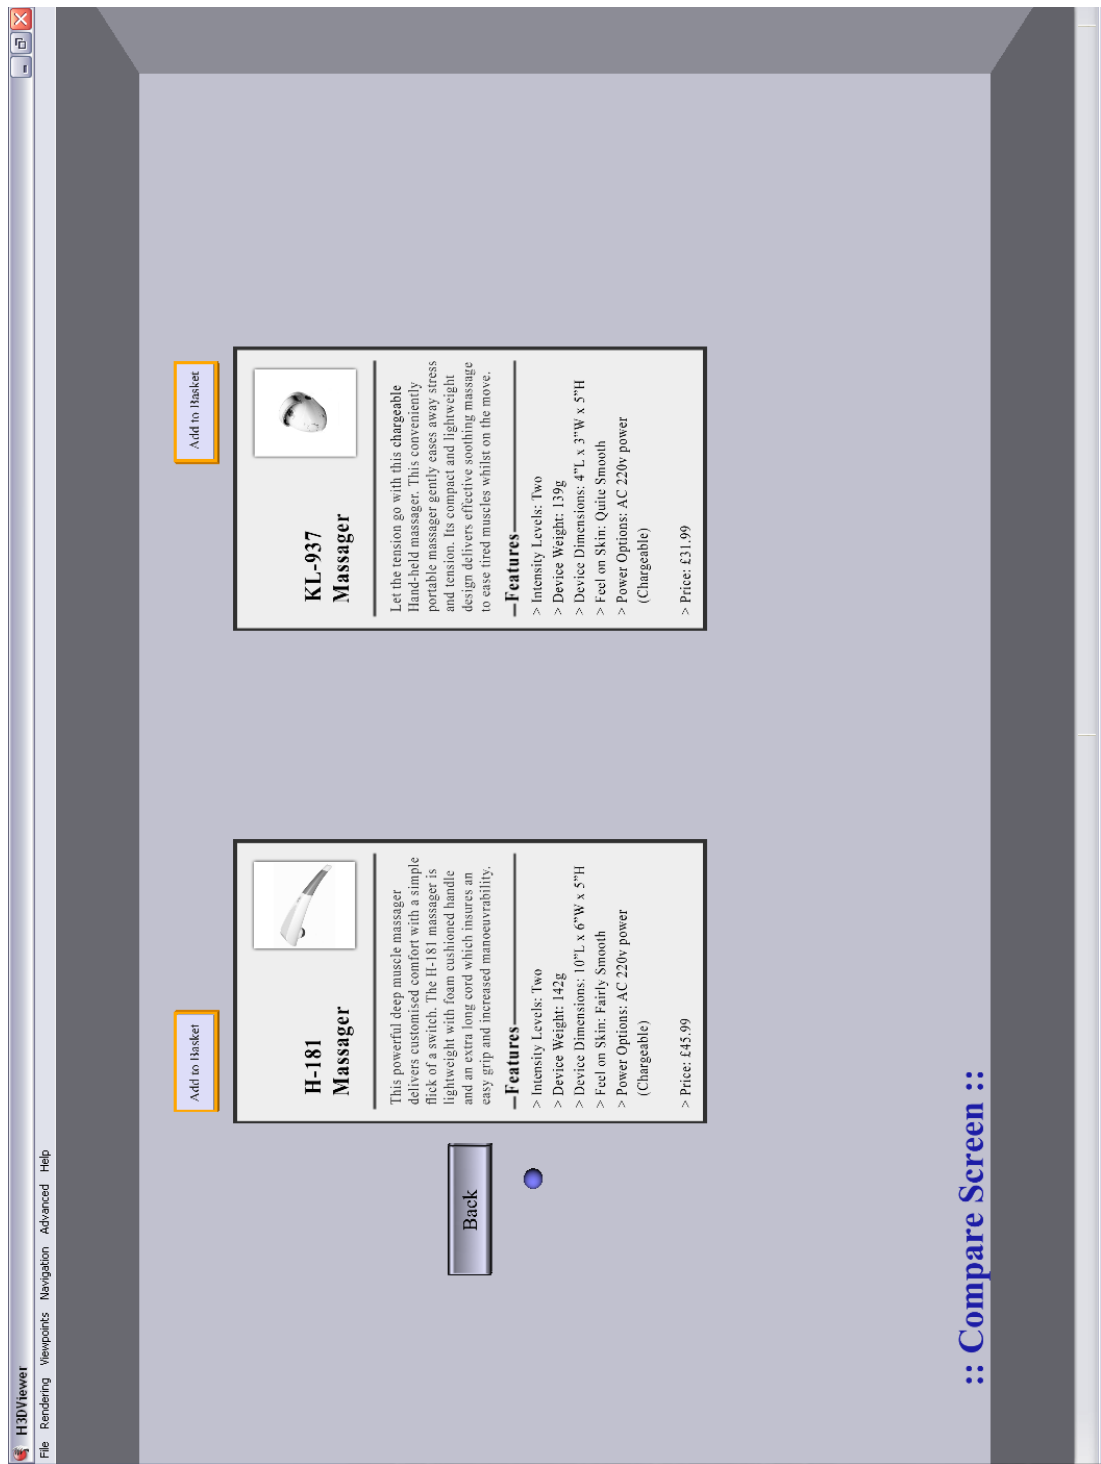 H3DViewer
File Rendering Viewpoints Navigation Advanced Help
Add to Basket
Add to Basket
H-181
Massager
This powerful deep muscle massager
delivers customised comfort with a simple
flick of a switch. The H-181 massager is
lightweight with foam cushioned handle
and an extra long cord which insures an
easy grip and increased manoeuvrability.
Features
> Intensity Levels: Two
> Device Weight: 142g
> Device Dimensions: 10"L x 6"W x 5"H
> Feel on Skin: Fairly Smooth
> Power Options: AC 220v power
(Chargeable)
> Price: £45.99
KL-937
Massager
Let the tension go with this chargeable
Hand-held massager. This conveniently
portable massager gently eases away stress
and tension. Its compact and lightweight
design delivers effective soothing massage
to ease tired muscles whilst on the move.
Features
> Intensity Levels: Two
> Device Weight: 139g
> Device Dimensions: 4"L x 3"W x 5"H
> Feel on Skin: Quite Smooth
> Power Options: AC 220v power
(Chargeable)
> Price: £31.99
Back
:: Compare Screen ::